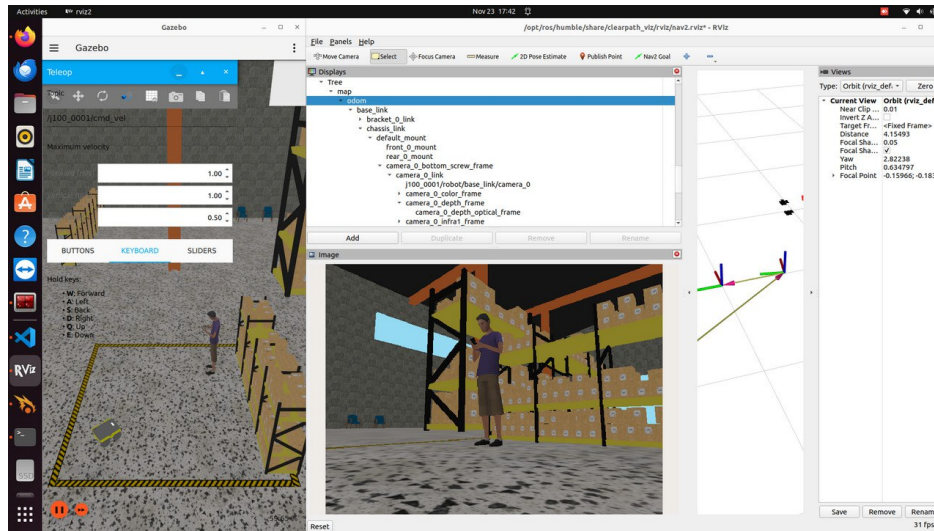 Activities
rviz2
Nov 23 17:42
Gazebo
Gazebo
Teleop
Topic
/j100_0001/cmd_vel
Maximum velocity
1.00
1.00
0.50
BUTTONS
KEYBOARD
SLIDERS
Hold keys:
• W: Forward
• A: Left
• S: Back
• D: Right
• Q: Up
• E: Down
RViz
SSD
/opt/ros/humble/share/clearpath_viz/rviz/nav2.rviz* - RViz
File Panels Help
Move Camera Select Focus Camera Measure 2D Pose Estimate Publish Point Nav2 Goal
Displays
Tree
map
odom
base_link
bracket_0_link
chassis_link
default_mount
front_0_mount
rear_0_mount
camera_0_bottom_screw_frame
camera_0_link
j100_0001/robot/base_link/camera_0
camera_0_color_frame
camera_0_depth_frame
camera_0_depth_optical_frame
camera_0_infra1_frame
Add Duplicate Remove Rename
Image
Reset
Views
Type: Orbit (rviz_def Zero
Current View Orbit (rviz_def
Near Clip ... 0.01
Invert Z A...
Target Fr... <Fixed Frame>
Distance 4.15493
Focal Sha... 0.05
Focal Sha... ✓
Yaw 2.82238
Pitch 0.634797
Focal Point -0.15966; -0.183
Save Remove Renam
31 fps